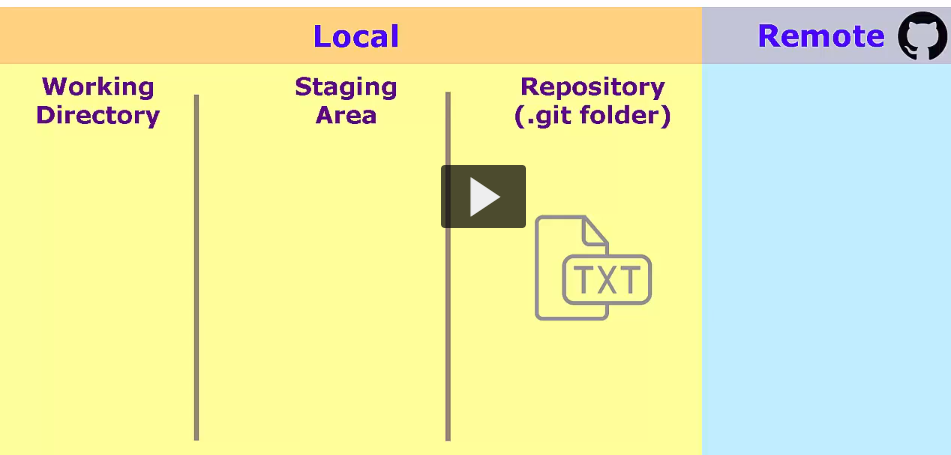 Local
Remote
Working
Directory
Staging
Area
Repository
(.git folder)
TXT